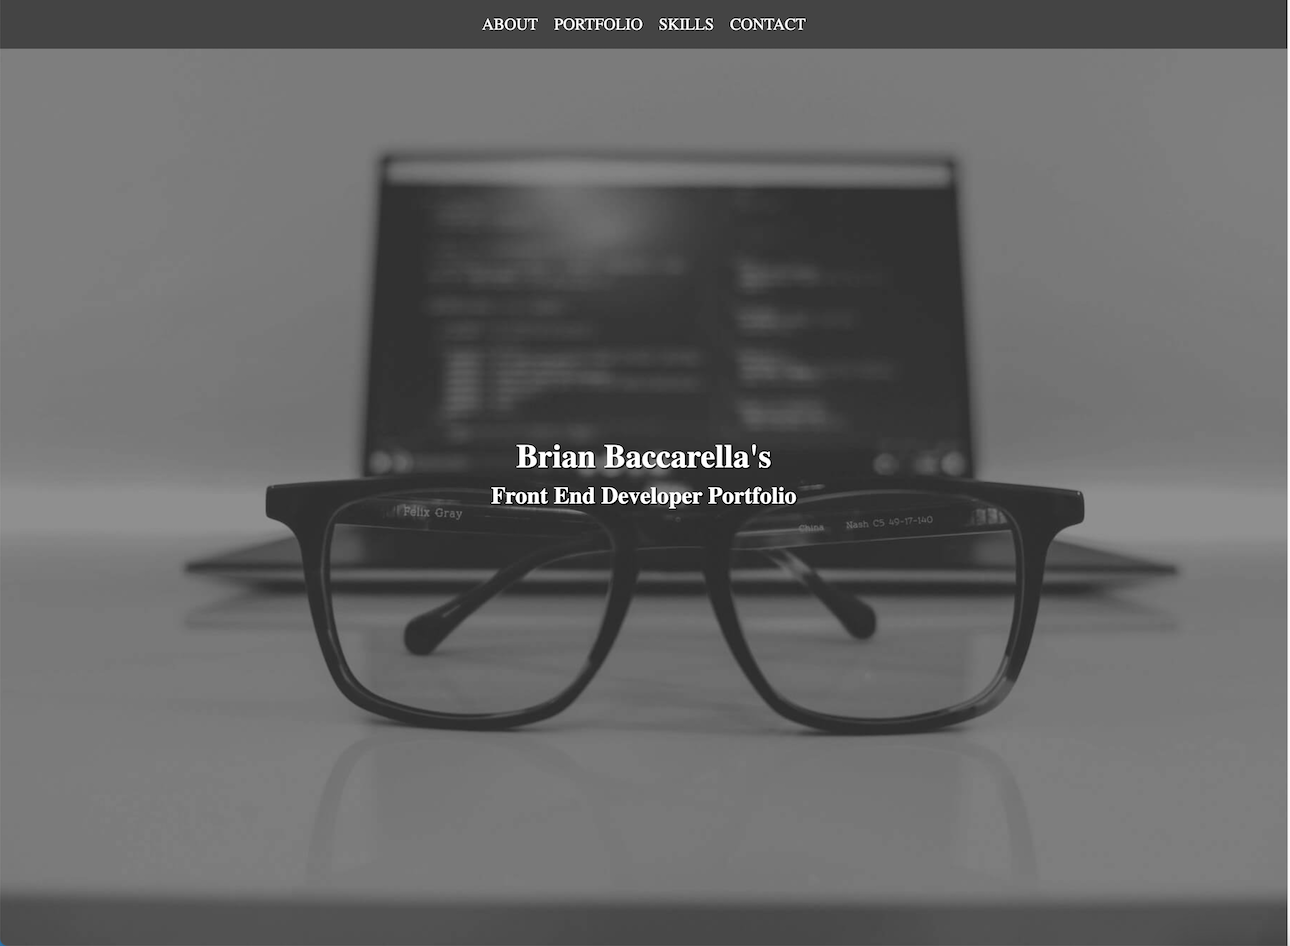 ABOUT PORTFOLIO SKILLS CONTACT
Brian Baccarella's
Front End Developer Portfolio
Felix Gray
China Nash C5 49-17-140